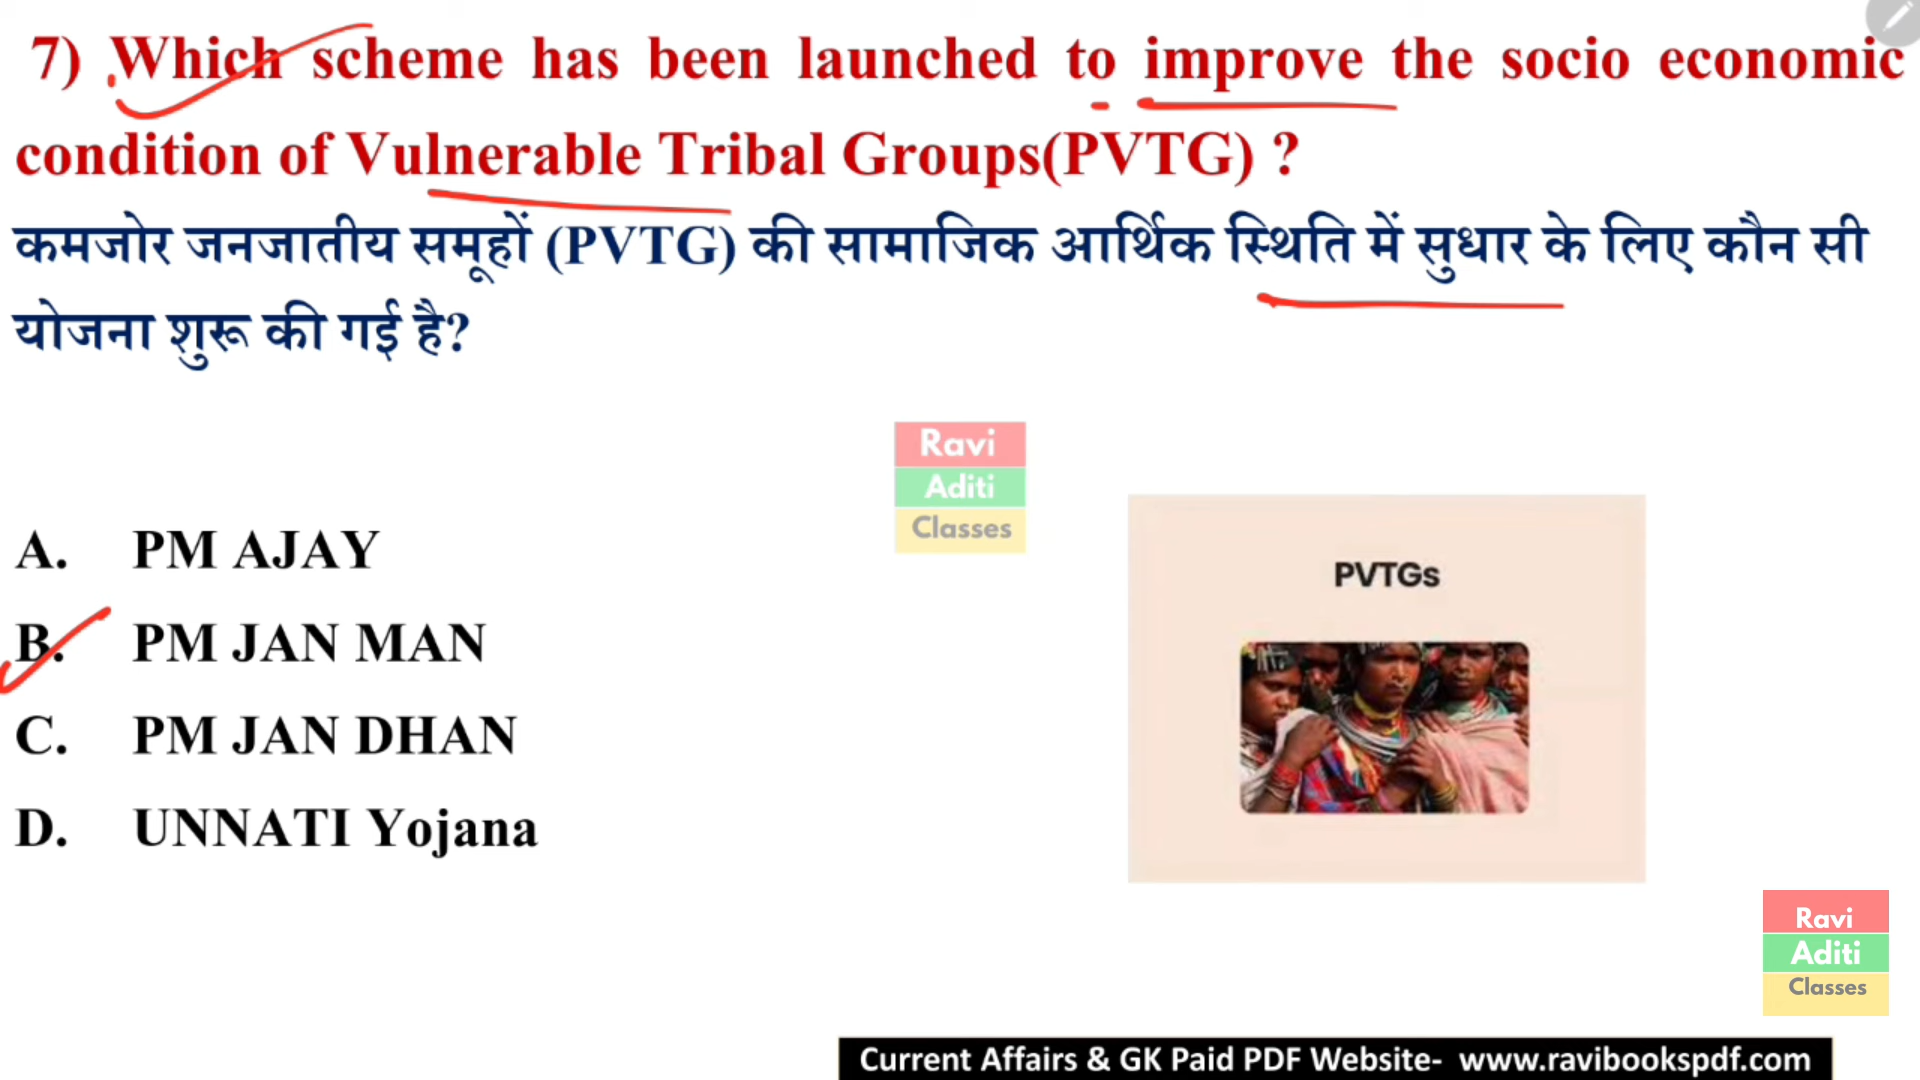 7) Which scheme has been launched to improve the socio economic
condition of Vulnerable Tribal Groups(PVTG) ?
कमजोर जनजातीय समूहों (PVTG) की सामाजिक आर्थिक स्थिति में सुधार के लिए कौन सी
योजना शुरू की गई है?
Ravi
Aditi
Classes
A. PM AJAY
B. PM JAN MAN
C. PM JAN DHAN
D. UNNATI Yojana
PVTGs
Ravi
Aditi
Classes
Current Affairs & GK Paid PDF Website- www.ravibookspdf.com